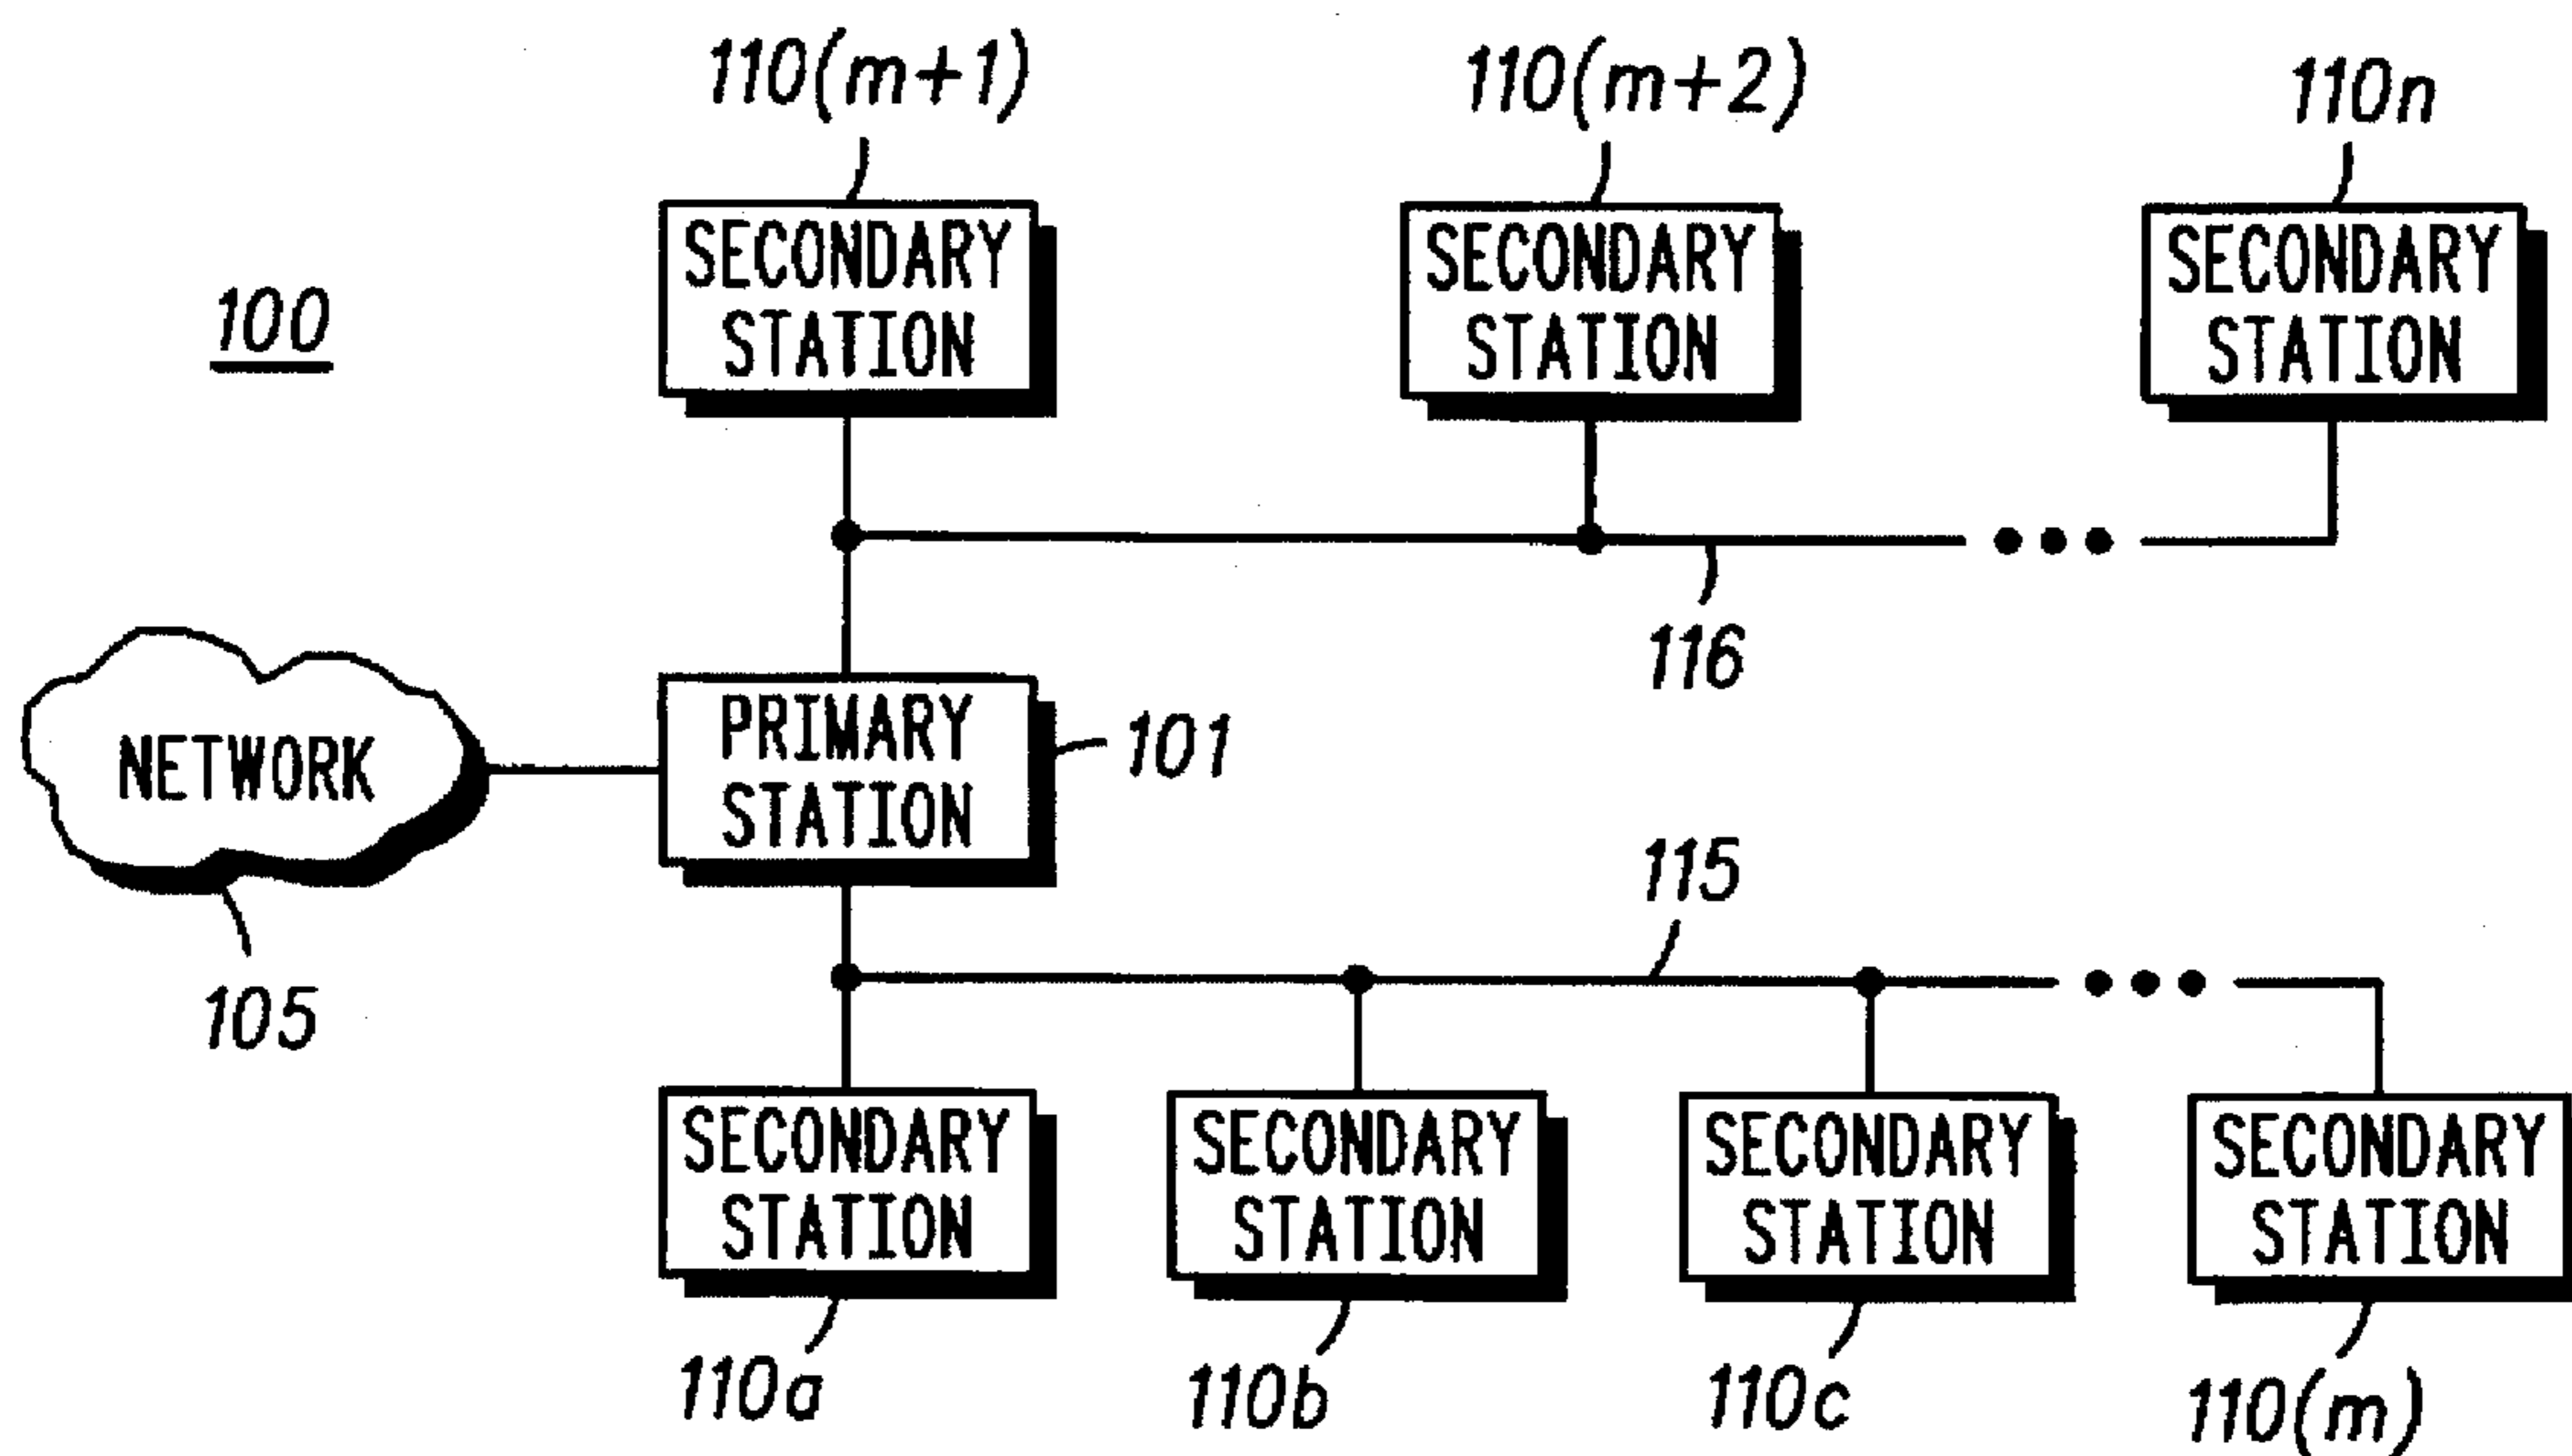 110(m+1)
110(m+2)
110n
SECONDARY
STATION
SECONDARY
STATION
SECONDARY
STATION
100
116
NETWORK
PRIMARY
STATION
101
105
115
SECONDARY
STATION
SECONDARY
STATION
SECONDARY
STATION
SECONDARY
STATION
110a
110b
110c
110(m)